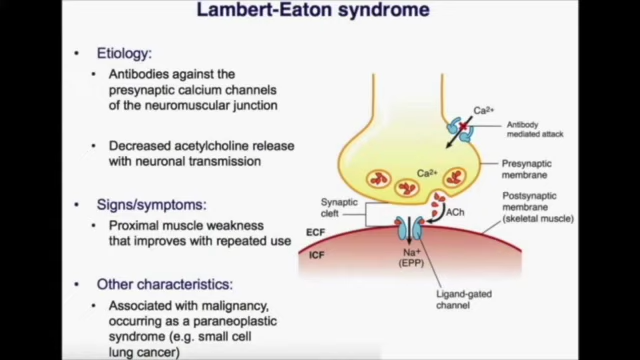 Lambert-Eaton syndrome
• Etiology:
• Antibodies against the
presynaptic calcium channels
of the neuromuscular junction
• Decreased acetylcholine release
with neuronal transmission
• Signs/symptoms:
• Proximal muscle weakness
that improves with repeated use
• Other characteristics:
• Associated with malignancy,
occurring as a paraneoplastic
syndrome (e.g. small cell
lung cancer)
Ca²⁺
Antibody
mediated attack
Ca²⁺
Presynaptic
membrane
Synaptic
cleft
ACh
Postsynaptic
membrane
(skeletal muscle)
ECF
ICF
Na⁺
(EPP)
Ligand-gated
channel